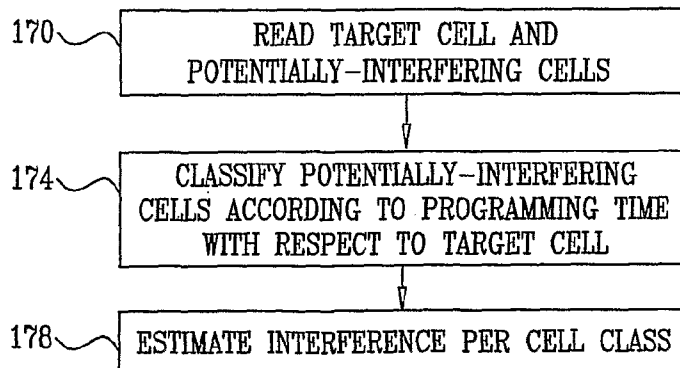 170
READ TARGET CELL AND
POTENTIALLY-INTERFERING CELLS
174
CLASSIFY POTENTIALLY-INTERFERING
CELLS ACCORDING TO PROGRAMMING TIME
WITH RESPECT TO TARGET CELL
178
ESTIMATE INTERFERENCE PER CELL CLASS